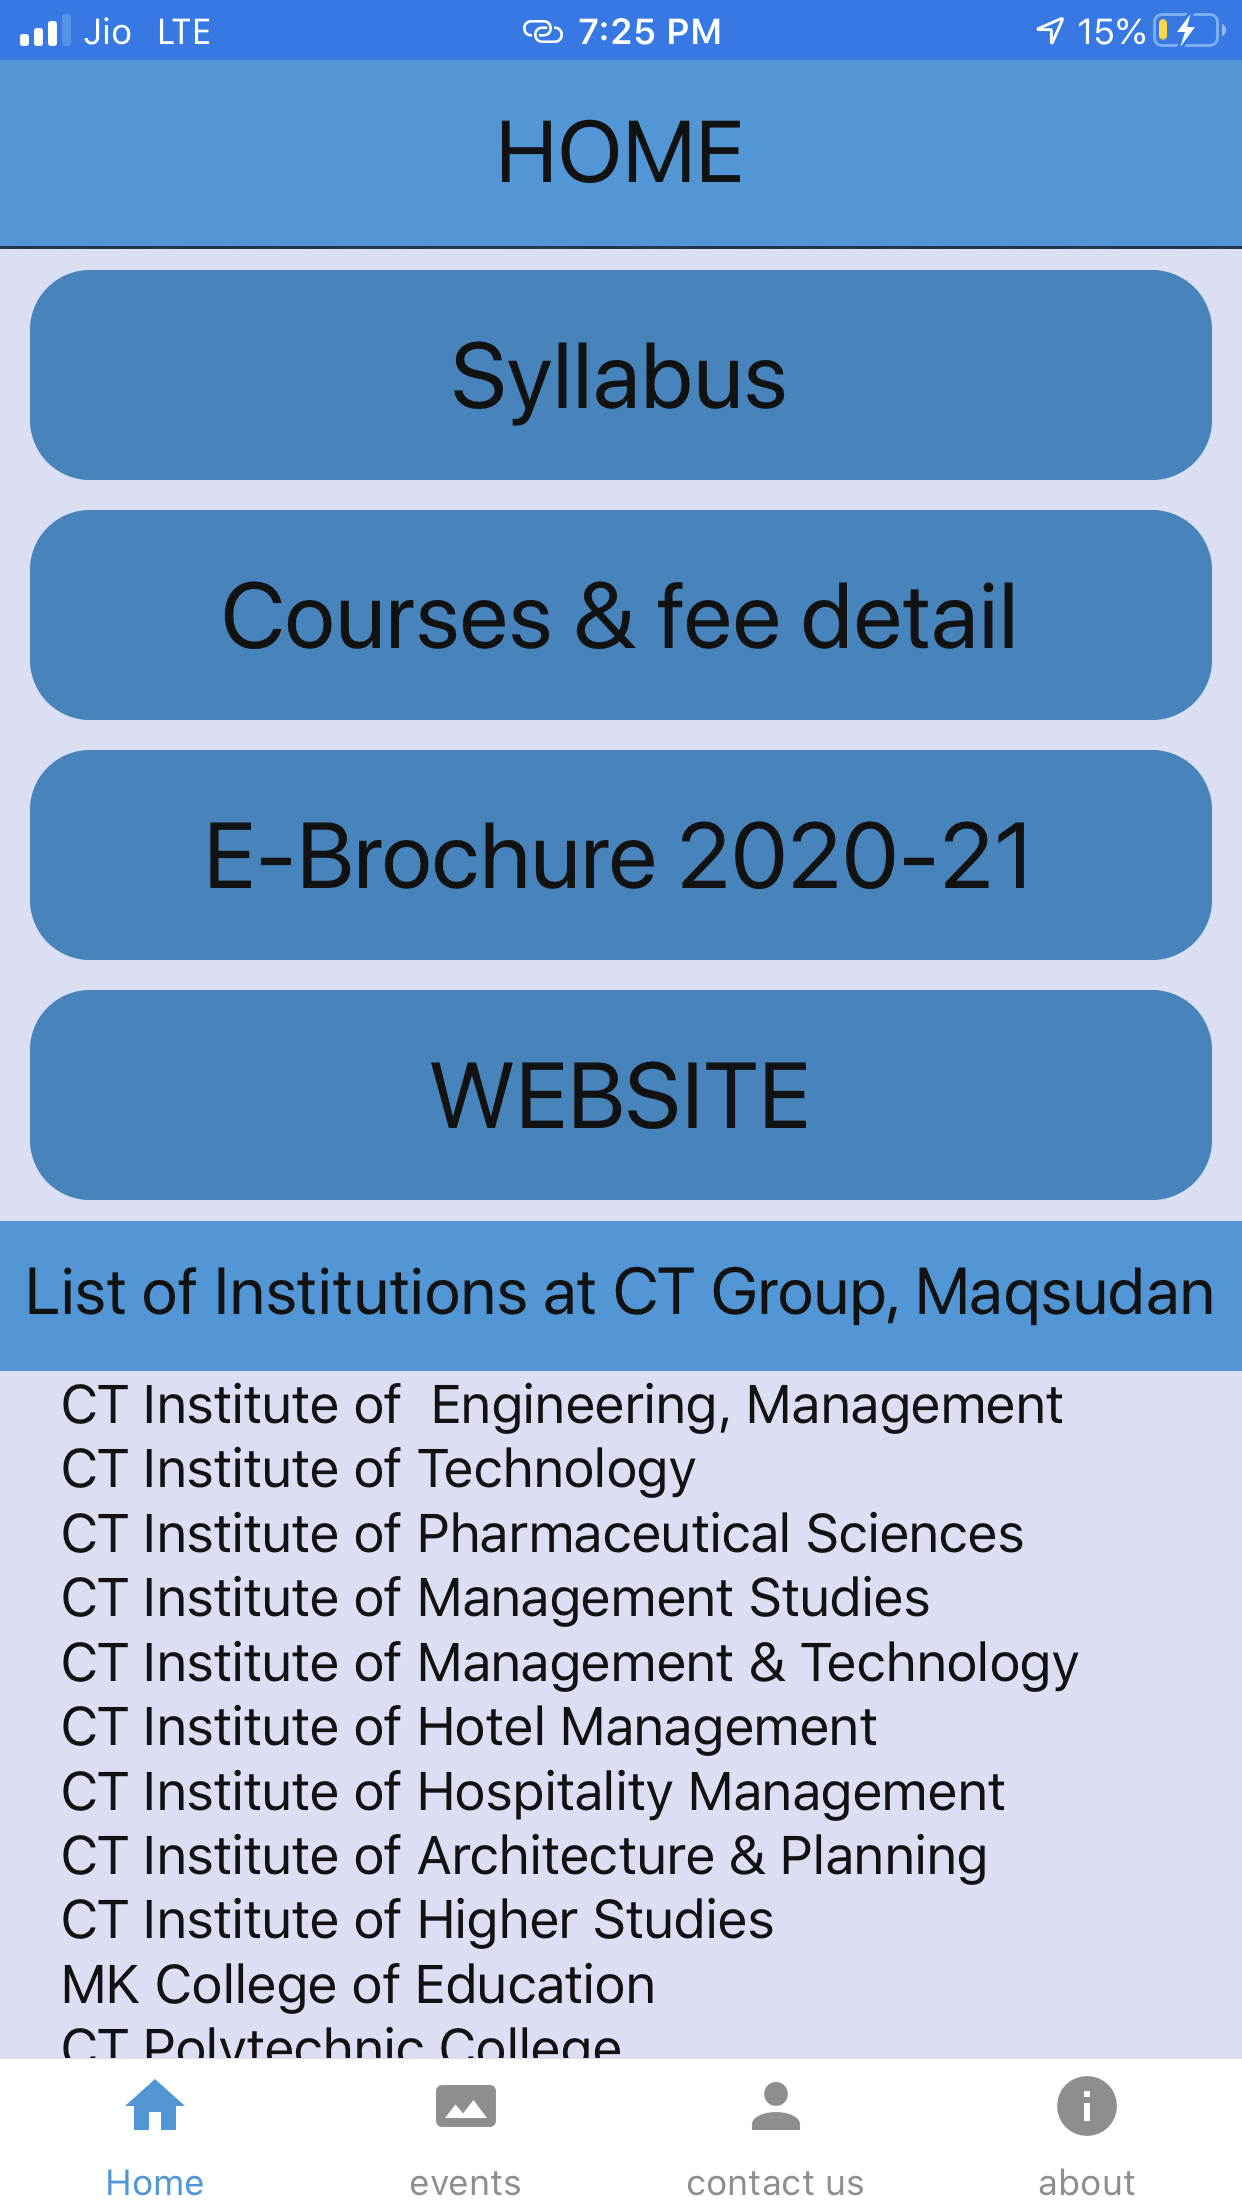 Jio LTE 7:25 PM 15%
HOME
Syllabus
Courses & fee detail
E-Brochure 2020-21
WEBSITE
List of Institutions at CT Group, Maqsudan
CT Institute of  Engineering, Management
CT Institute of Technology
CT Institute of Pharmaceutical Sciences
CT Institute of Management Studies
CT Institute of Management & Technology
CT Institute of Hotel Management
CT Institute of Hospitality Management
CT Institute of Architecture & Planning
CT Institute of Higher Studies
MK College of Education
CT Polytechnic College
Home events contact us about